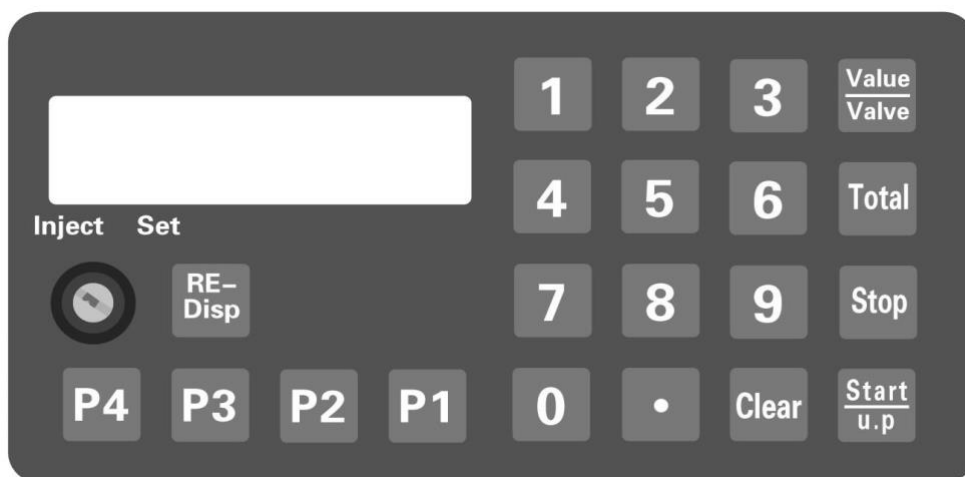 1 2 3 Value
Valve
Inject Set
4 5 6 Total
RE-
Disp
7 8 9 Stop
P4 P3 P2 P1 0 . Clear Start
u.p